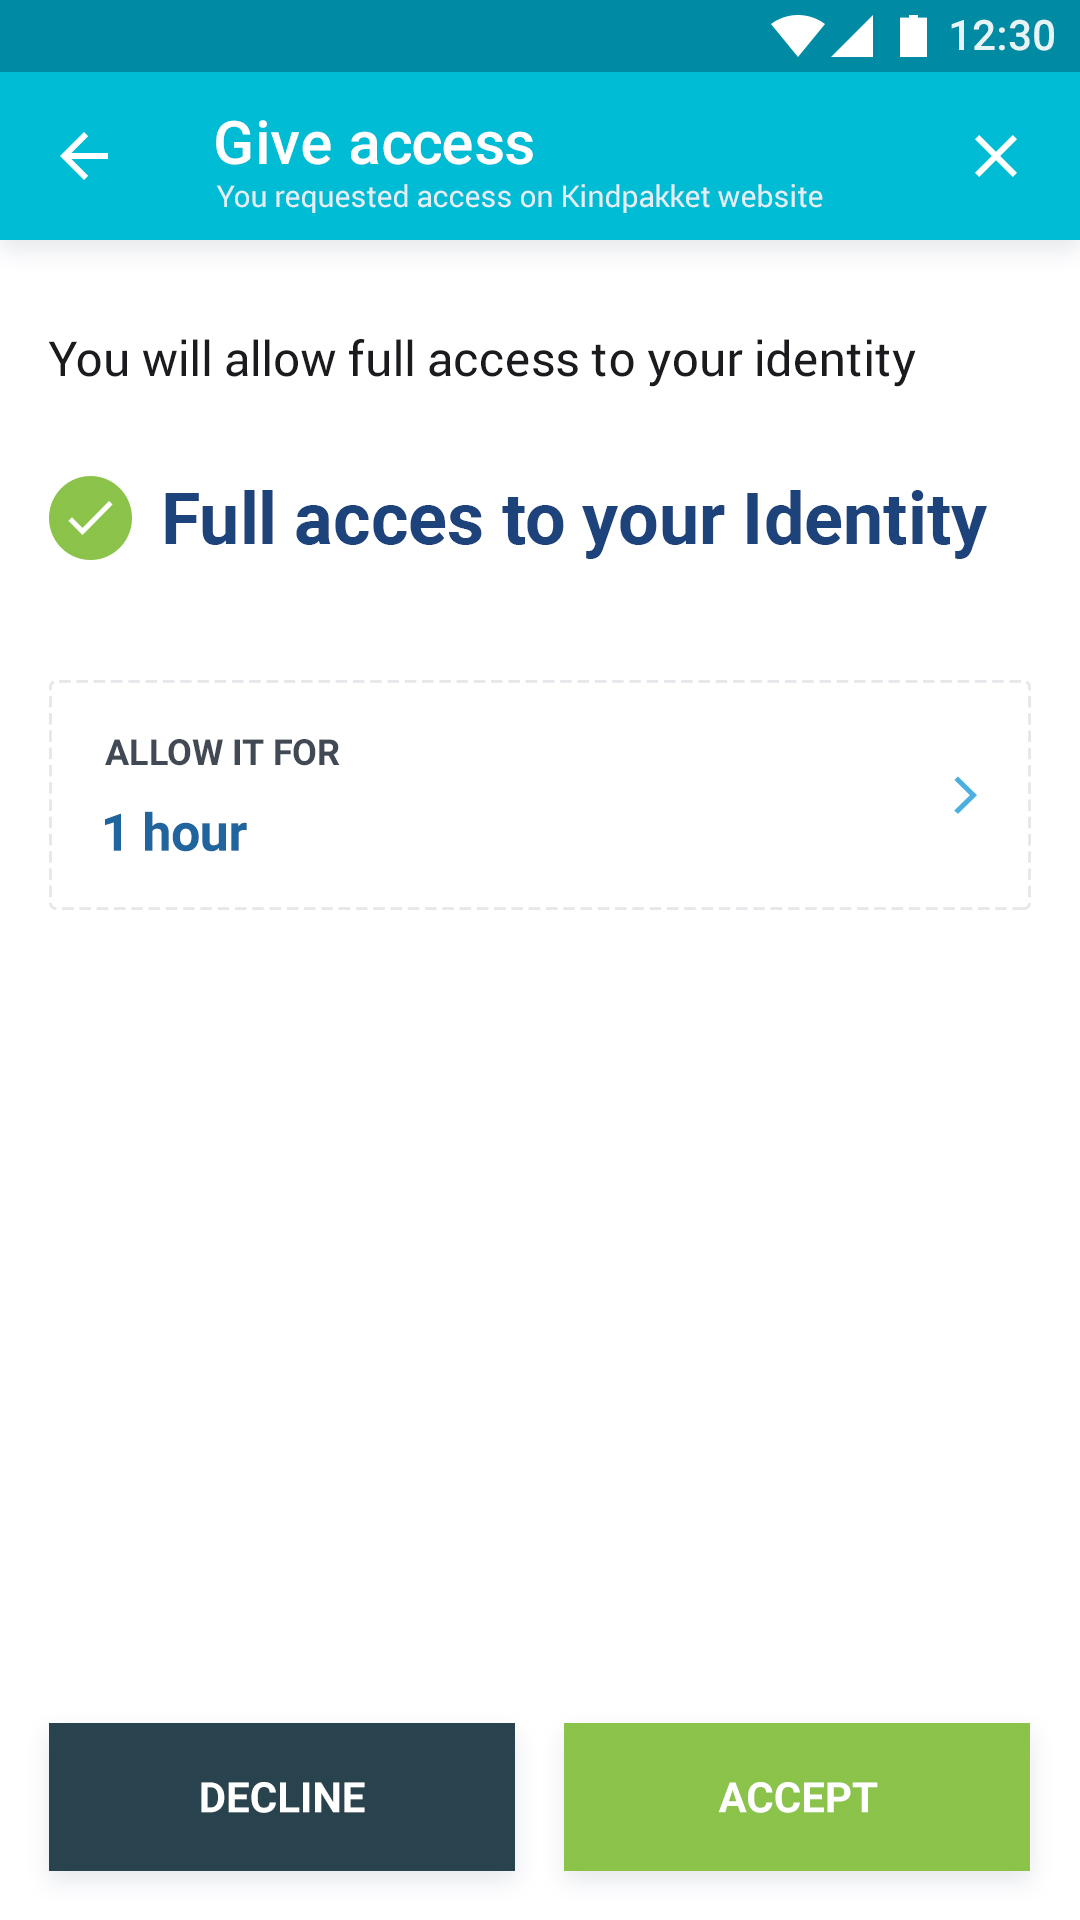 12:30
Give access
You requested access on Kindpakket website
You will allow full access to your identity
Full acces to your Identity
ALLOW IT FOR
1 hour
DECLINE
ACCEPT